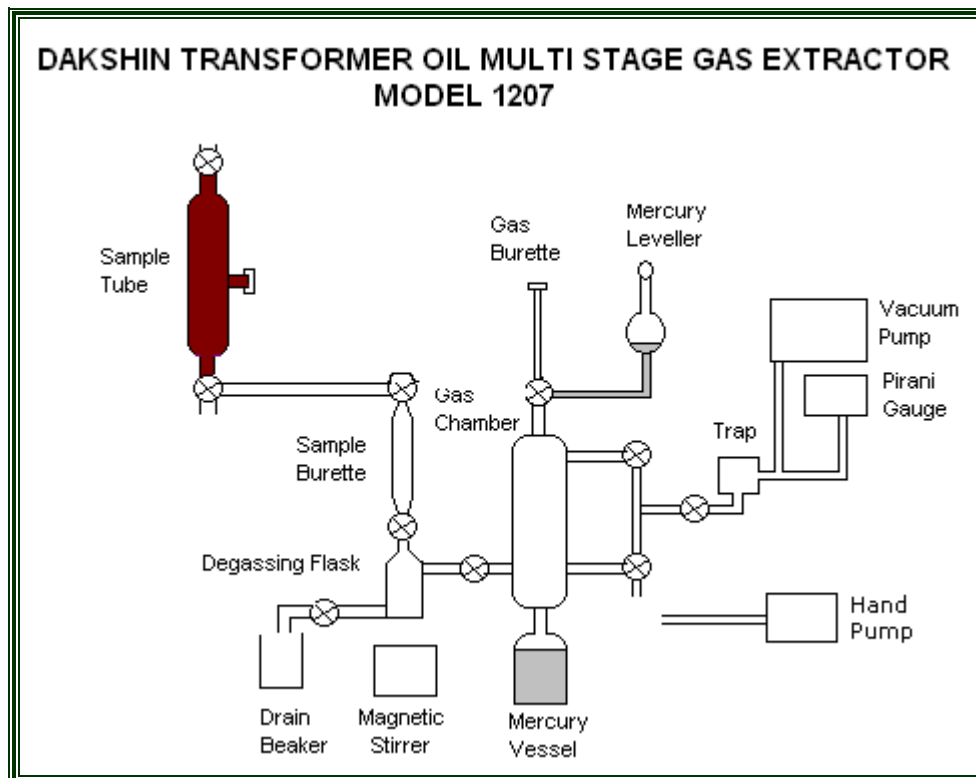 DAKSHIN TRANSFORMER OIL MULTI STAGE GAS EXTRACTOR
MODEL 1207
Sample
Tube
Gas
Burette
Mercury
Leveller
Vacuum
Pump
Pirani
Gauge
Gas
Chamber
Trap
Sample
Burette
Degassing Flask
Hand
Pump
Drain
Beaker
Magnetic
Stirrer
Mercury
Vessel